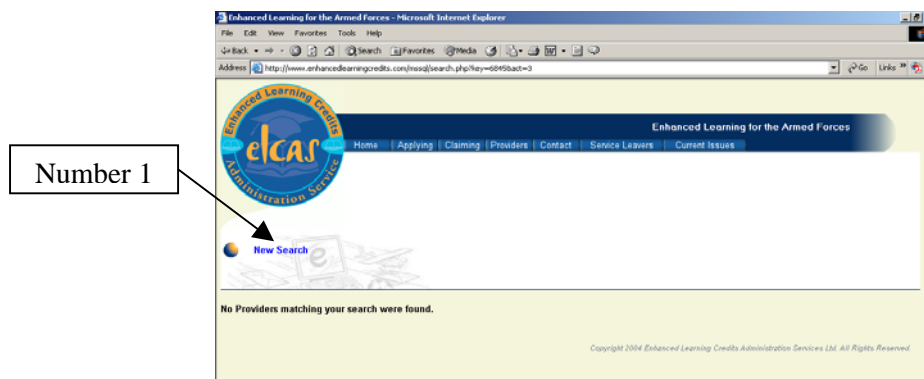 Enhanced Learning for the Armed Forces - Microsoft Internet Explorer
File Edit View Favorites Tools Help
Back Search Favorites Media
Address http://www.enhancedlearningcredits.com/mssql/search.php?key=6845&act=3 Go Links
Enhanced Learning Credits
elcas
Administration Service
Enhanced Learning for the Armed Forces
Home Applying Claiming Providers Contact Service Leavers Current Issues
Number 1
New Search
No Providers matching your search were found.
Copyright 2004 Enhanced Learning Credits Administration Services Ltd. All Rights Reserved.